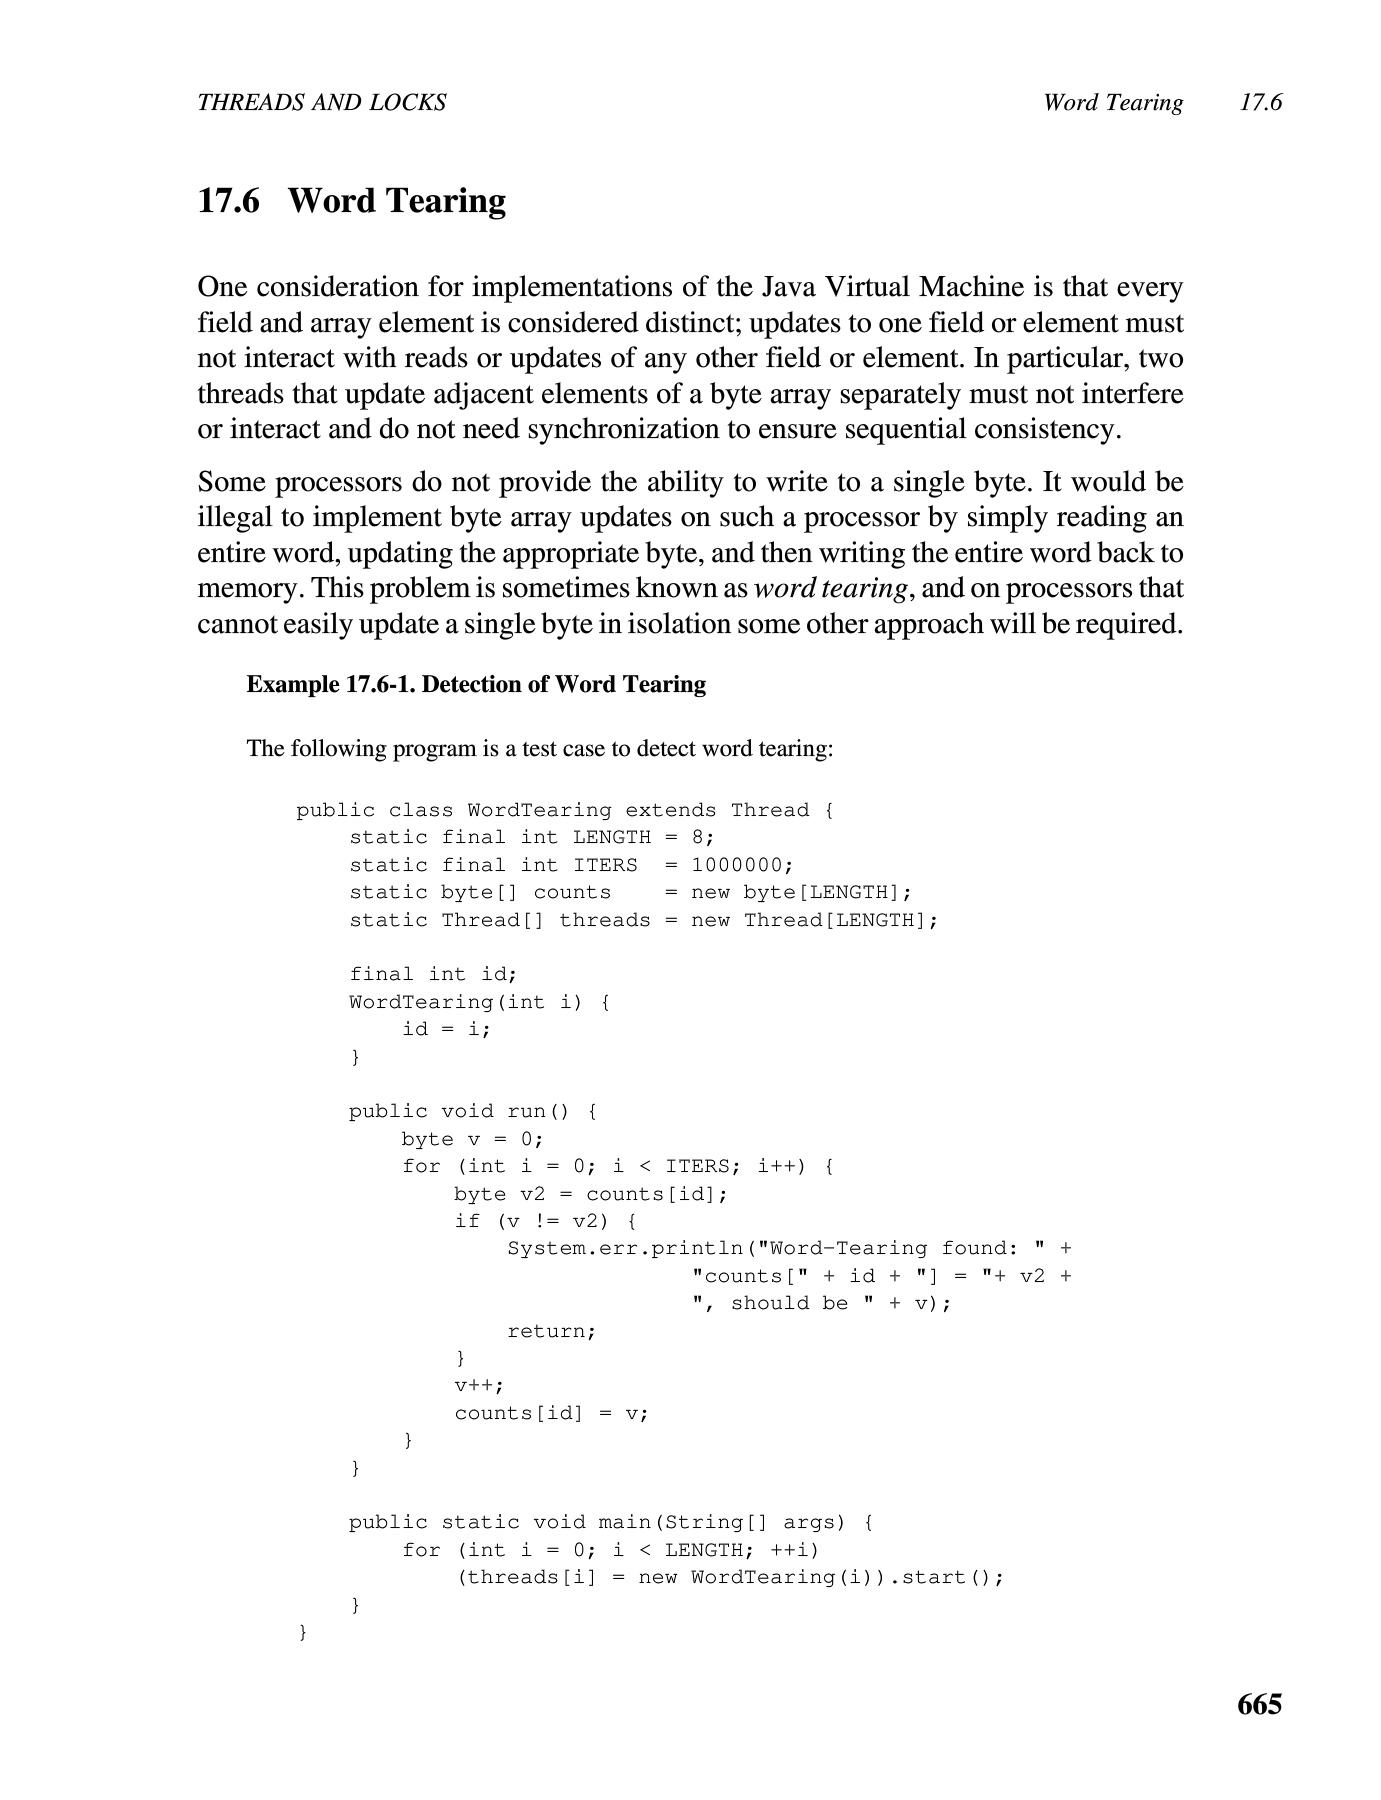 THREADS AND LOCKS Word Tearing 17.6
17.6 Word Tearing
One consideration for implementations of the Java Virtual Machine is that every
field and array element is considered distinct; updates to one field or element must
not interact with reads or updates of any other field or element. In particular, two
threads that update adjacent elements of a byte array separately must not interfere
or interact and do not need synchronization to ensure sequential consistency.
Some processors do not provide the ability to write to a single byte. It would be
illegal to implement byte array updates on such a processor by simply reading an
entire word, updating the appropriate byte, and then writing the entire word back to
memory. This problem is sometimes known as word tearing, and on processors that
cannot easily update a single byte in isolation some other approach will be required.
Example 17.6-1. Detection of Word Tearing
The following program is a test case to detect word tearing:
public class WordTearing extends Thread {
    static final int LENGTH = 8;
    static final int ITERS  = 1000000;
    static byte[] counts    = new byte[LENGTH];
    static Thread[] threads = new Thread[LENGTH];
    final int id;
    WordTearing(int i) {
        id = i;
    }
    public void run() {
        byte v = 0;
        for (int i = 0; i < ITERS; i++) {
            byte v2 = counts[id];
            if (v != v2) {
                System.err.println("Word-Tearing found: " +
                              "counts[" + id + "] = "+ v2 +
                              ", should be " + v);
                return;
            }
            v++;
            counts[id] = v;
        }
    }
    public static void main(String[] args) {
        for (int i = 0; i < LENGTH; ++i)
            (threads[i] = new WordTearing(i)).start();
    }
}
665